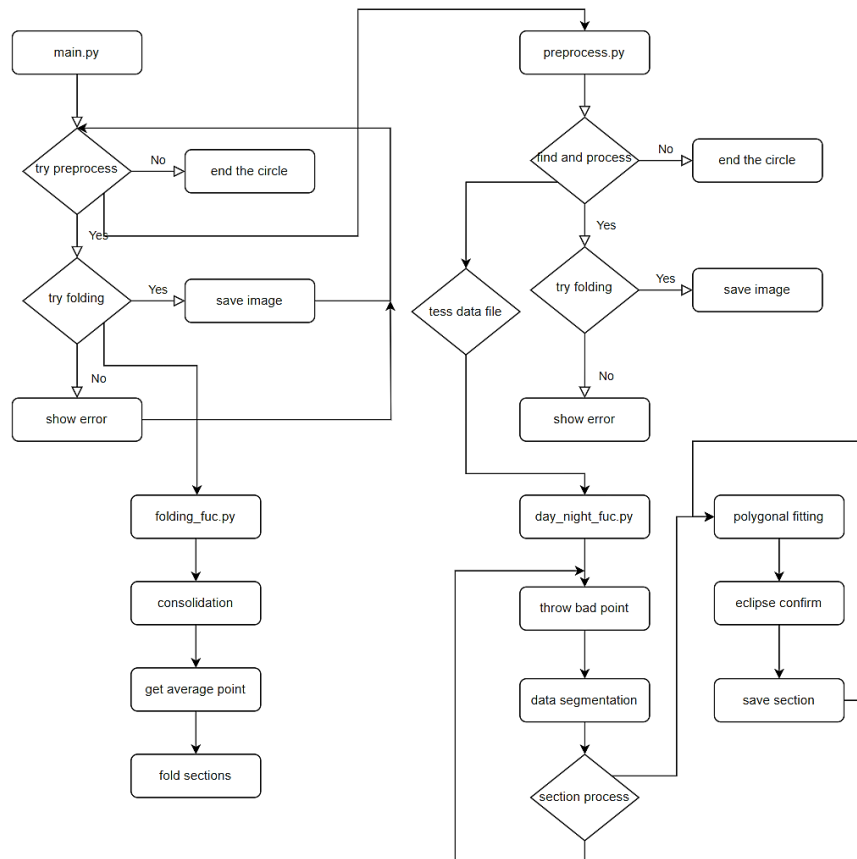 main.py
preprocess.py
try preprocess
No
end the circle
find and process
No
end the circle
Yes
Yes
try folding
Yes
save image
tess data file
try folding
Yes
save image
No
show error
No
show error
folding_fuc.py
day_night_fuc.py
polygonal fitting
consolidation
throw bad point
eclipse confirm
get average point
data segmentation
save section
fold sections
section process